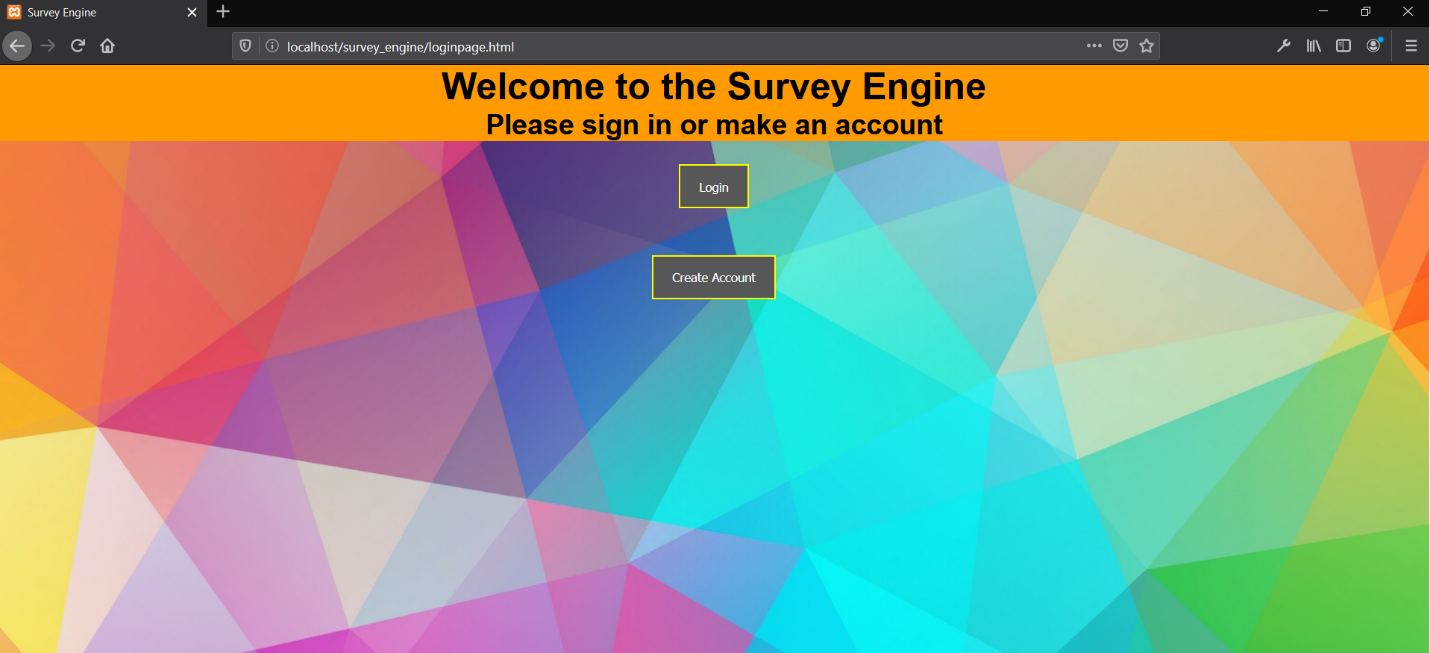 Survey Engine
localhost/survey_engine/loginpage.html
Welcome to the Survey Engine
Please sign in or make an account
Login
Create Account